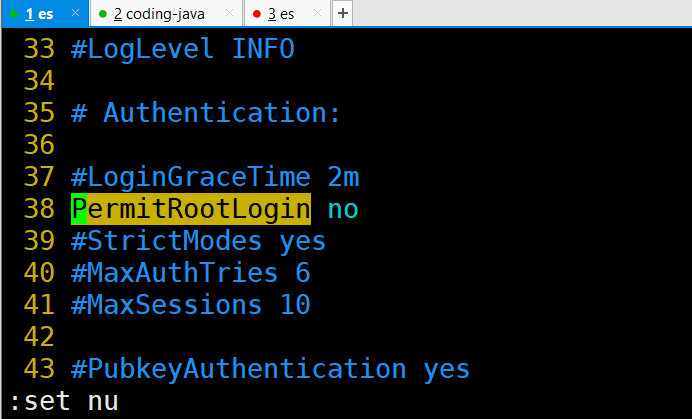 1 es × 2 coding-java × 3 es × +
33 #LogLevel INFO
34
35 # Authentication:
36
37 #LoginGraceTime 2m
38 PermitRootLogin no
39 #StrictModes yes
40 #MaxAuthTries 6
41 #MaxSessions 10
42
43 #PubkeyAuthentication yes
:set nu